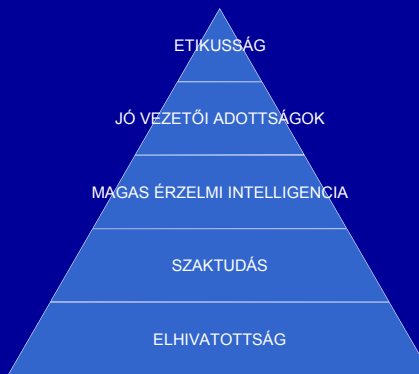 ETIKUSSÁG
JÓ VEZETŐI ADOTTSÁGOK
MAGAS ÉRZELMI INTELLIGENCIA
SZAKTUDÁS
ELHIVATOTTSÁG